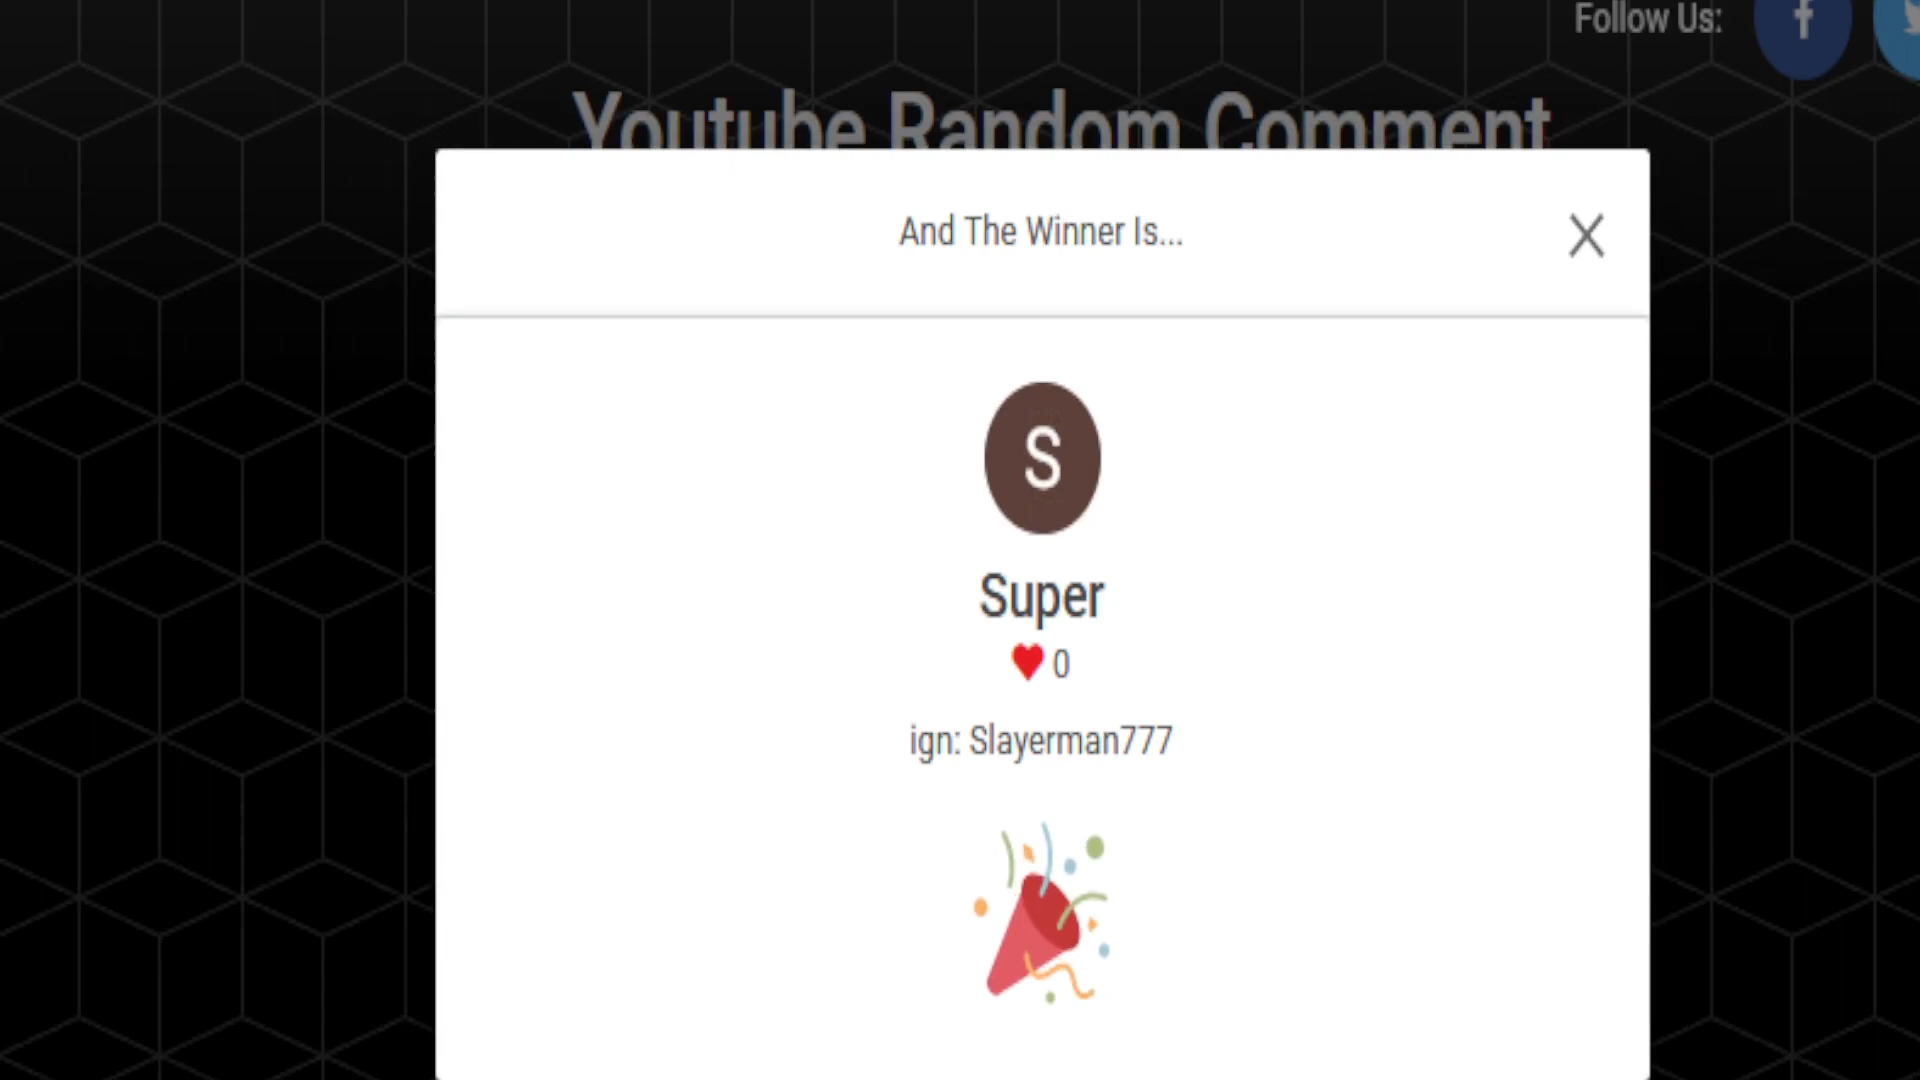 Follow Us:
Youtube Random Comment
And The Winner Is...
S
Super
0
ign: Slayerman777